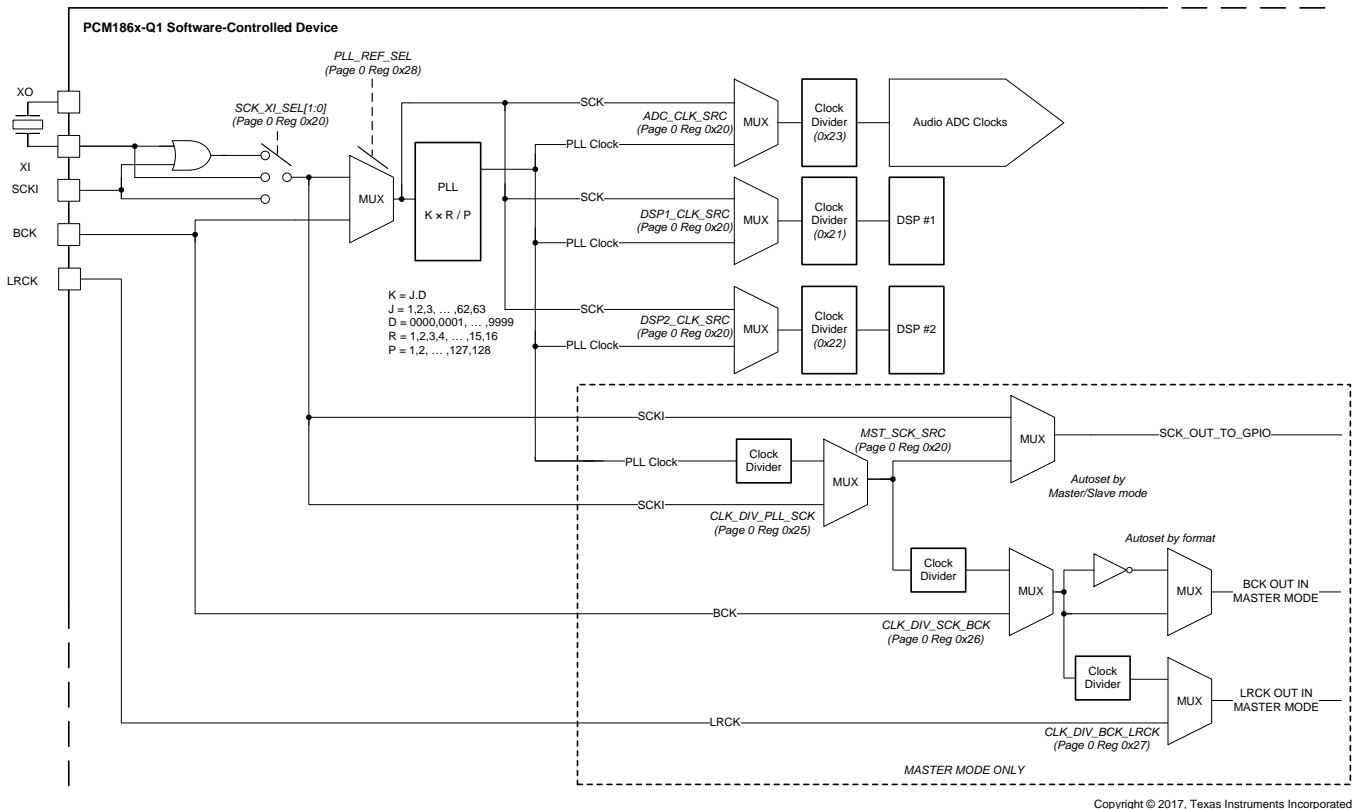 PCM186x-Q1 Software-Controlled Device
PLL_REF_SEL
(Page 0 Reg 0x28)
XO
SCK_XI_SEL[1:0]
(Page 0 Reg 0x20)
XI
SCKI
BCK
LRCK
MUX
PLL
K x R / P
K = J.D
J = 1,2,3, … ,62,63
D = 0000,0001, … ,9999
R = 1,2,3,4, … ,15,16
P = 1,2, … ,127,128
SCK
ADC_CLK_SRC
(Page 0 Reg 0x20)
PLL Clock
MUX
Clock
Divider
(0x23)
Audio ADC Clocks
SCK
DSP1_CLK_SRC
(Page 0 Reg 0x20)
PLL Clock
MUX
Clock
Divider
(0x21)
DSP #1
SCK
DSP2_CLK_SRC
(Page 0 Reg 0x20)
PLL Clock
MUX
Clock
Divider
(0x22)
DSP #2
SCKI
MST_SCK_SRC
(Page 0 Reg 0x20)
MUX
SCK_OUT_TO_GPIO
Autoset by
Master/Slave mode
PLL Clock
Clock
Divider
MUX
SCKI
CLK_DIV_PLL_SCK
(Page 0 Reg 0x25)
Autoset by format
Clock
Divider
MUX
MUX
BCK OUT IN
MASTER MODE
BCK
CLK_DIV_SCK_BCK
(Page 0 Reg 0x26)
Clock
Divider
MUX
LRCK OUT IN
MASTER MODE
LRCK
CLK_DIV_BCK_LRCK
(Page 0 Reg 0x27)
MASTER MODE ONLY
Copyright © 2017, Texas Instruments Incorporated